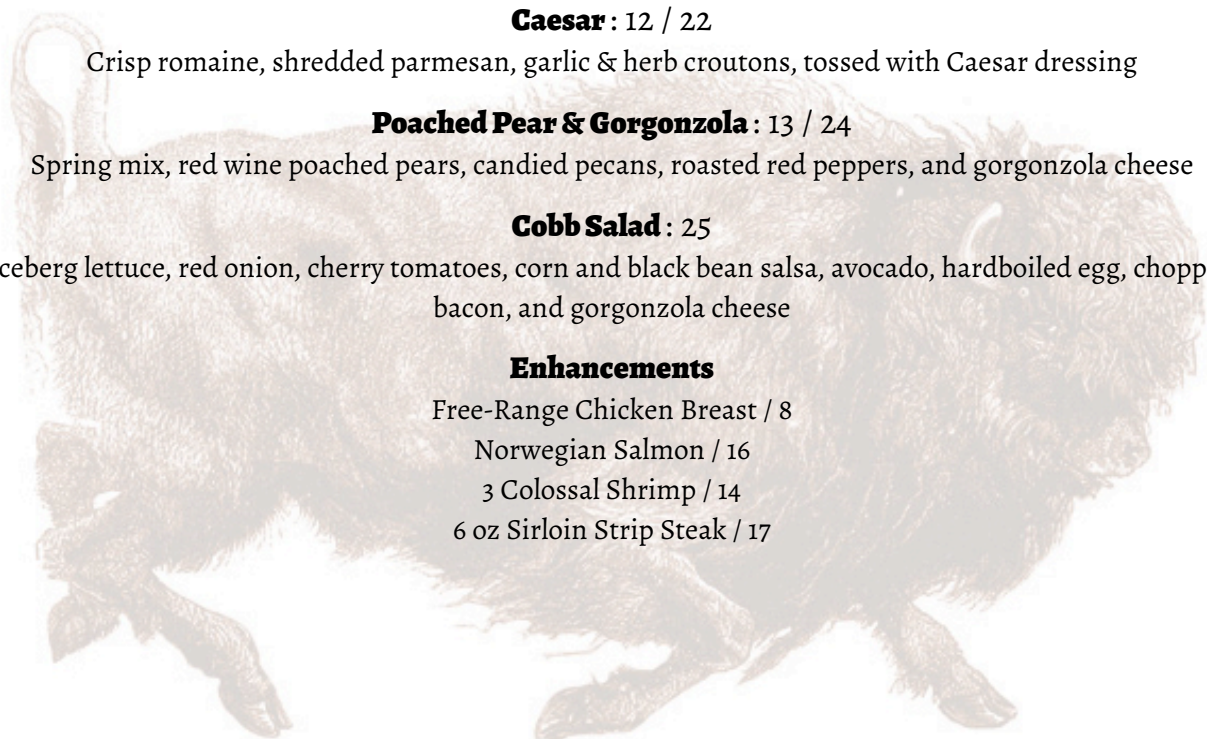 Caesar : 12 / 22
Crisp romaine, shredded parmesan, garlic & herb croutons, tossed with Caesar dressing
Poached Pear & Gorgonzola : 13 / 24
Spring mix, red wine poached pears, candied pecans, roasted red peppers, and gorgonzola cheese
Cobb Salad : 25
ceberg lettuce, red onion, cherry tomatoes, corn and black bean salsa, avocado, hardboiled egg, chopp
bacon, and gorgonzola cheese
Enhancements
Free-Range Chicken Breast / 8
Norwegian Salmon / 16
3 Colossal Shrimp / 14
6 oz Sirloin Strip Steak / 17